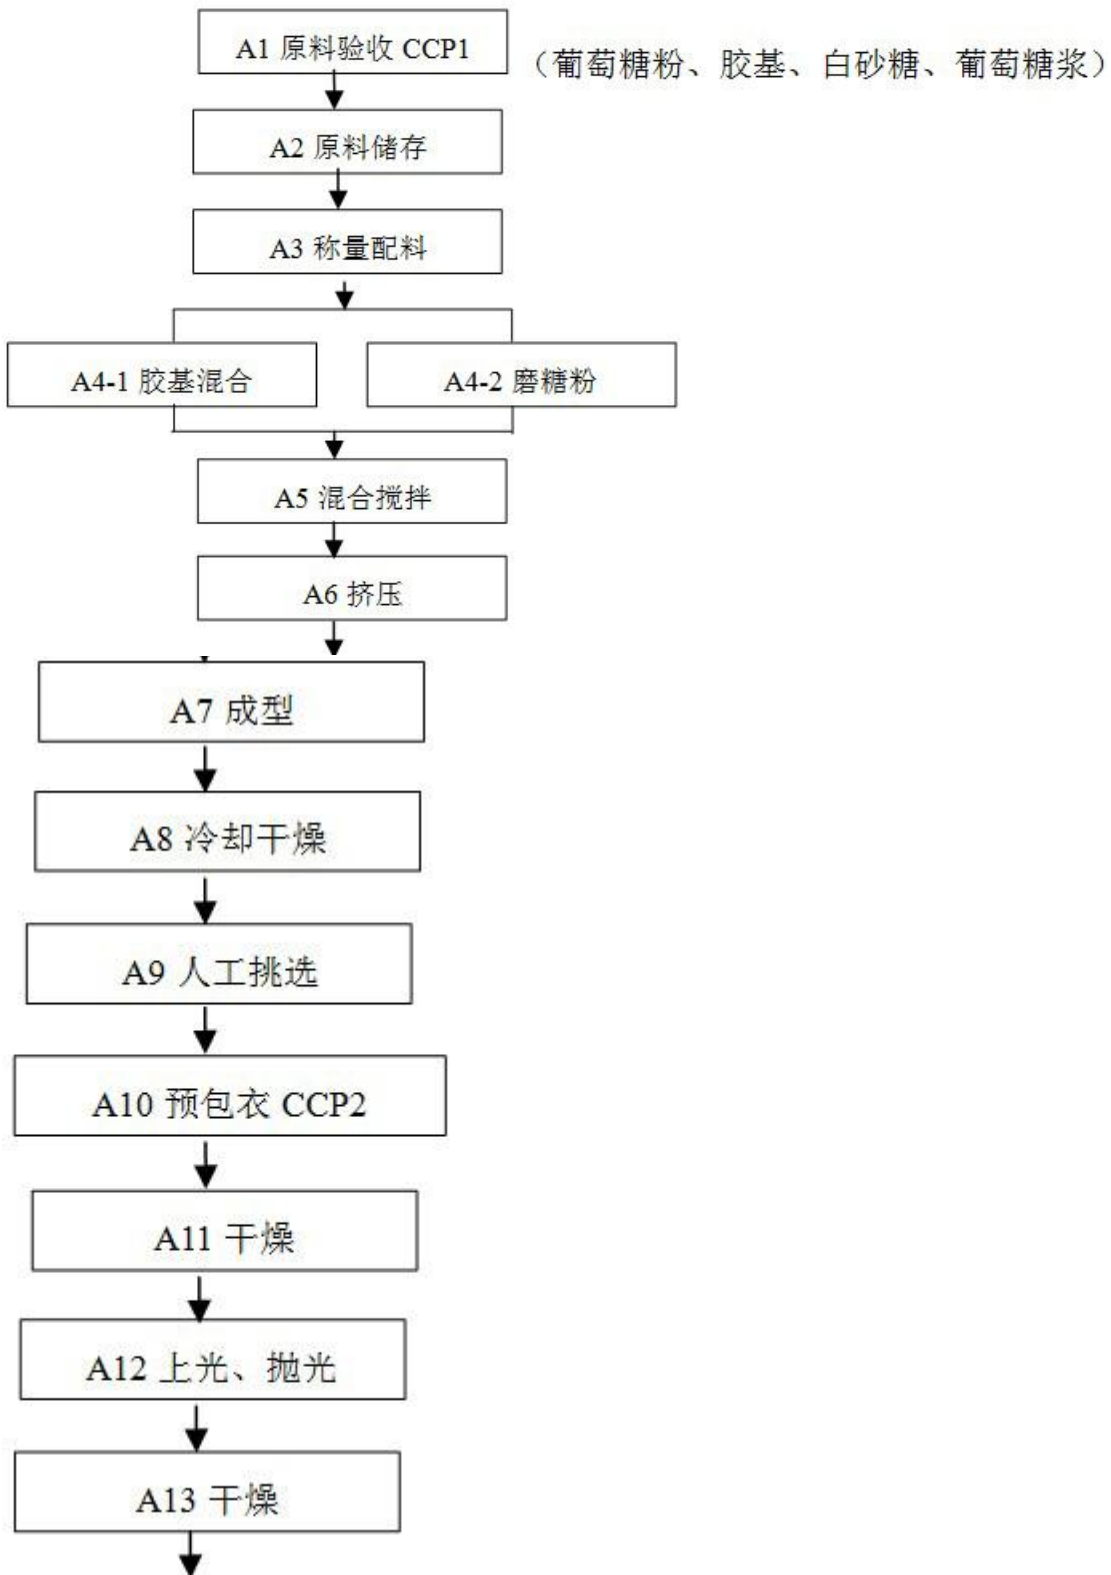 A1 原料验收 CCP1
（葡萄糖粉、胶基、白砂糖、葡萄糖浆）
A2 原料储存
A3 称量配料
A4-1 胶基混合
A4-2 磨糖粉
A5 混合搅拌
A6 挤压
A7 成型
A8 冷却干燥
A9 人工挑选
A10 预包衣 CCP2
A11 干燥
A12 上光、抛光
A13 干燥